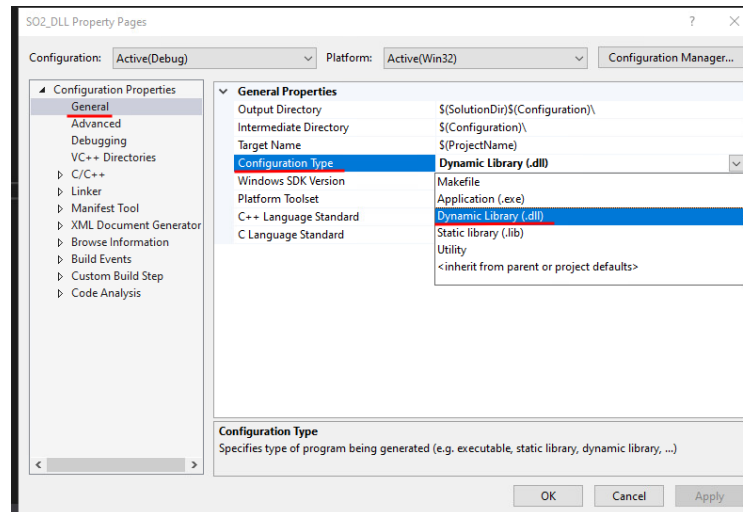 SO2_DLL Property Pages
Configuration: Active(Debug) Platform: Active(Win32) Configuration Manager...
Configuration Properties
General
Advanced
Debugging
VC++ Directories
C/C++
Linker
Manifest Tool
XML Document Generator
Browse Information
Build Events
Custom Build Step
Code Analysis
General Properties
Output Directory $(SolutionDir)$(Configuration)\
Intermediate Directory $(Configuration)\
Target Name $(ProjectName)
Configuration Type Dynamic Library (.dll)
Windows SDK Version
Platform Toolset
C++ Language Standard
C Language Standard
Makefile
Application (.exe)
Dynamic Library (.dll)
Static library (.lib)
Utility
<inherit from parent or project defaults>
Configuration Type
Specifies type of program being generated (e.g. executable, static library, dynamic library, ...)
OK Cancel Apply